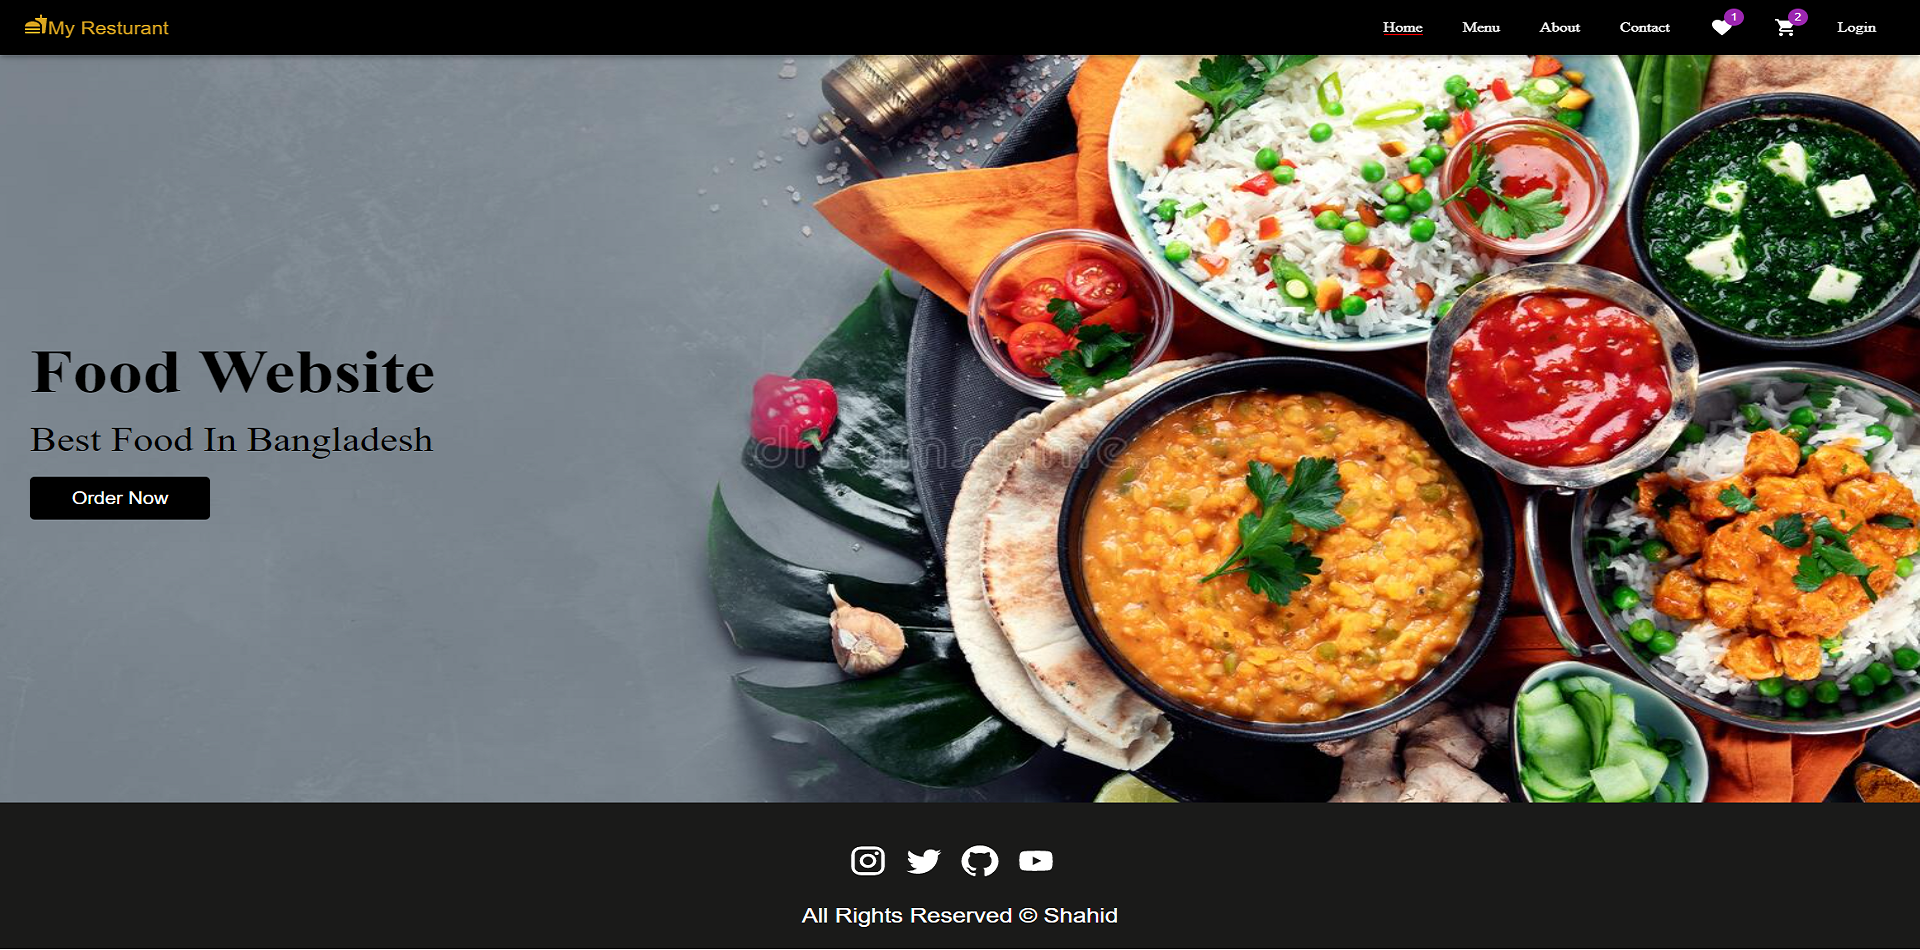 My Resturant
Home Menu About Contact 1 2 Login
Food Website
Best Food In Bangladesh
Order Now
dreamstime
All Rights Reserved © Shahid